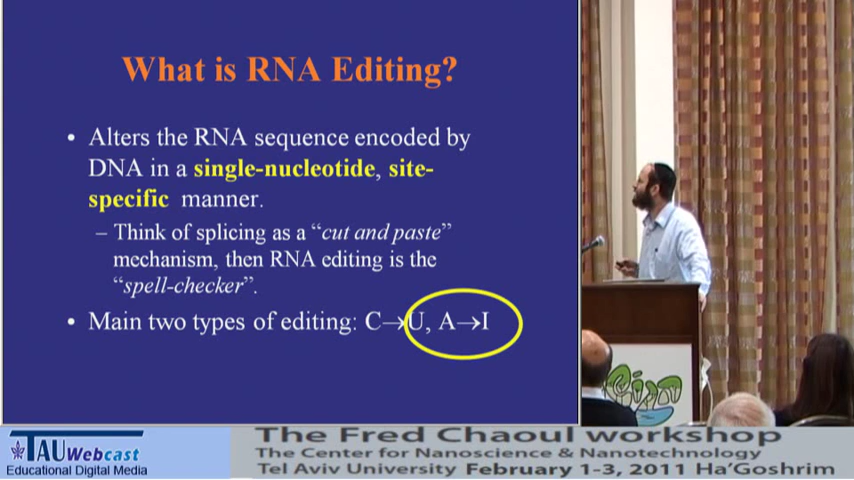 What is RNA Editing?
• Alters the RNA sequence encoded by
DNA in a single-nucleotide, site-
specific manner.
– Think of splicing as a “cut and paste”
mechanism, then RNA editing is the
“spell-checker”.
• Main two types of editing: C→U, A→I
TAUWebcast
Educational Digital Media
The Fred Chaoul workshop
The Center for Nanoscience & Nanotechnology
Tel Aviv University February 1-3, 2011 Ha'Goshrim